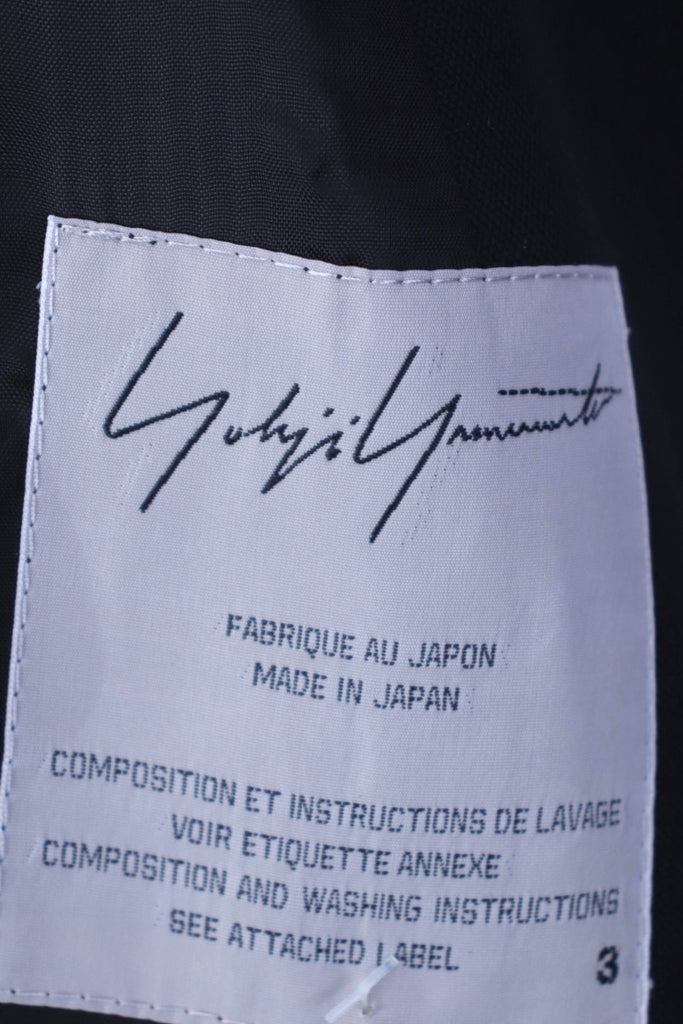 Yohji Yamamoto
FABRIQUE AU JAPON
MADE IN JAPAN
COMPOSITION ET INSTRUCTIONS DE LAVAGE
VOIR ETIQUETTE ANNEXE
COMPOSITION AND WASHING INSTRUCTIONS
SEE ATTACHED LABEL
3